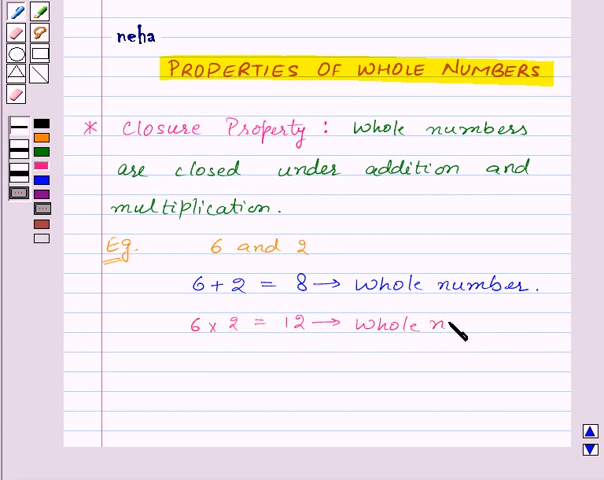 neha
PROPERTIES OF WHOLE NUMBERS
* Closure Property : Whole numbers
are closed under addition and
multiplication.
Eg. 6 and 2
6 + 2 = 8 → Whole number.
6 × 2 = 12 → Whole n